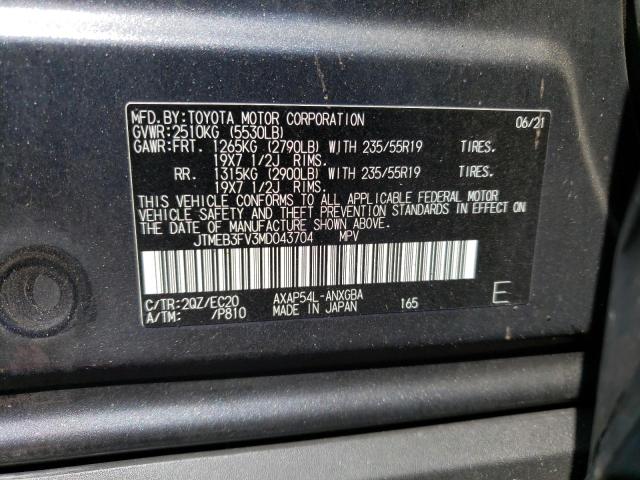 MFD.BY:TOYOTA MOTOR CORPORATION 06/21
GVWR:2510KG (5530LB)
GAWR:FRT. 1265KG (2790LB) WITH 235/55R19 TIRES.
19X7 1/2J RIMS.
RR. 1315KG (2900LB) WITH 235/55R19 TIRES.
19X7 1/2J RIMS.
THIS VEHICLE CONFORMS TO ALL APPLICABLE FEDERAL MOTOR
VEHICLE SAFETY AND THEFT PREVENTION STANDARDS IN EFFECT ON
THE DATE OF MANUFACTURE SHOWN ABOVE.
JTMEB3FV3MD043704 MPV
C/TR:2QZ/EC20 AXAP54L-ANXGBA 165 E
A/TM: /P810 MADE IN JAPAN